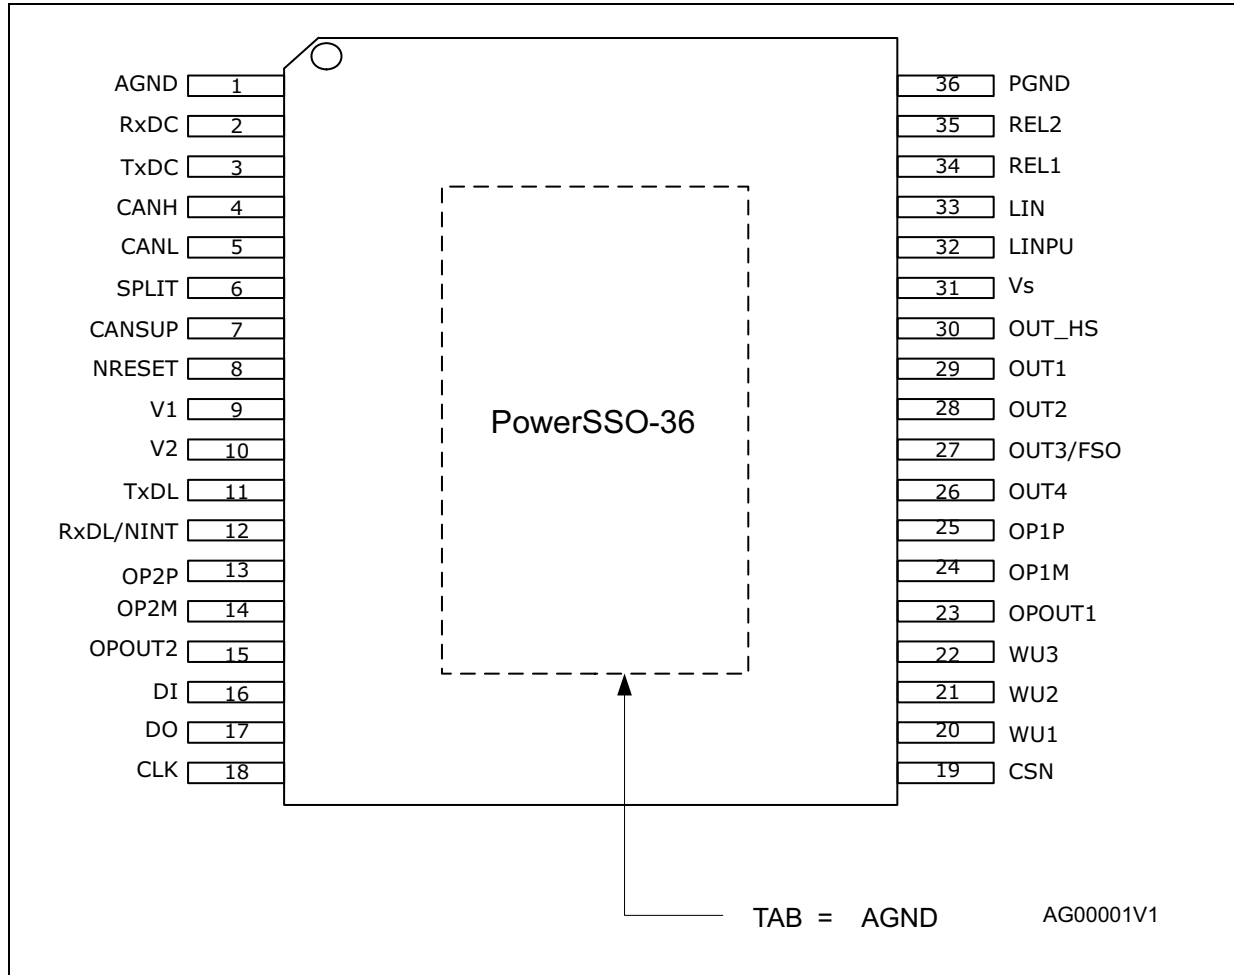 AGND 1
RxDC 2
TxDC 3
CANH 4
CANL 5
SPLIT 6
CANSUP 7
NRESET 8
V1 9
V2 10
TxDL 11
RxDL/NINT 12
OP2P 13
OP2M 14
OPOUT2 15
DI 16
DO 17
CLK 18
PowerSSO-36
36 PGND
35 REL2
34 REL1
33 LIN
32 LINPU
31 Vs
30 OUT_HS
29 OUT1
28 OUT2
27 OUT3/FSO
26 OUT4
25 OP1P
24 OP1M
23 OPOUT1
22 WU3
21 WU2
20 WU1
19 CSN
TAB = AGND
AG00001V1